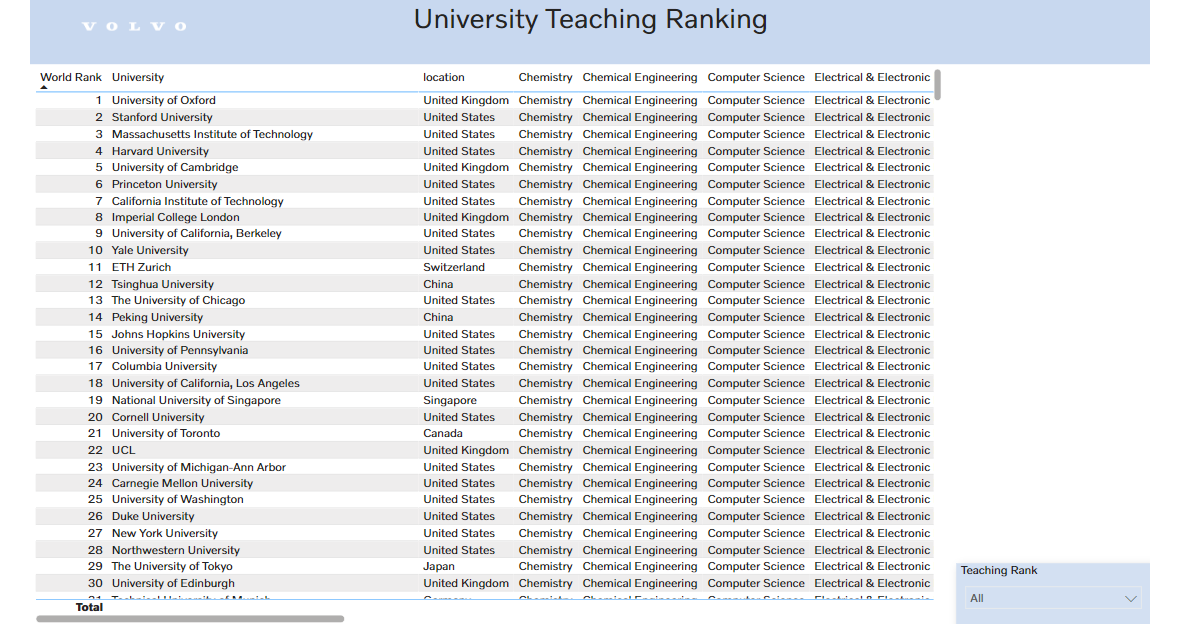 VOLVO
University Teaching Ranking
World Rank University location Chemistry Chemical Engineering Computer Science Electrical & Electronic
1 University of Oxford United Kingdom Chemistry Chemical Engineering Computer Science Electrical & Electronic
2 Stanford University United States Chemistry Chemical Engineering Computer Science Electrical & Electronic
3 Massachusetts Institute of Technology United States Chemistry Chemical Engineering Computer Science Electrical & Electronic
4 Harvard University United States Chemistry Chemical Engineering Computer Science Electrical & Electronic
5 University of Cambridge United Kingdom Chemistry Chemical Engineering Computer Science Electrical & Electronic
6 Princeton University United States Chemistry Chemical Engineering Computer Science Electrical & Electronic
7 California Institute of Technology United States Chemistry Chemical Engineering Computer Science Electrical & Electronic
8 Imperial College London United Kingdom Chemistry Chemical Engineering Computer Science Electrical & Electronic
9 University of California, Berkeley United States Chemistry Chemical Engineering Computer Science Electrical & Electronic
10 Yale University United States Chemistry Chemical Engineering Computer Science Electrical & Electronic
11 ETH Zurich Switzerland Chemistry Chemical Engineering Computer Science Electrical & Electronic
12 Tsinghua University China Chemistry Chemical Engineering Computer Science Electrical & Electronic
13 The University of Chicago United States Chemistry Chemical Engineering Computer Science Electrical & Electronic
14 Peking University China Chemistry Chemical Engineering Computer Science Electrical & Electronic
15 Johns Hopkins University United States Chemistry Chemical Engineering Computer Science Electrical & Electronic
16 University of Pennsylvania United States Chemistry Chemical Engineering Computer Science Electrical & Electronic
17 Columbia University United States Chemistry Chemical Engineering Computer Science Electrical & Electronic
18 University of California, Los Angeles United States Chemistry Chemical Engineering Computer Science Electrical & Electronic
19 National University of Singapore Singapore Chemistry Chemical Engineering Computer Science Electrical & Electronic
20 Cornell University United States Chemistry Chemical Engineering Computer Science Electrical & Electronic
21 University of Toronto Canada Chemistry Chemical Engineering Computer Science Electrical & Electronic
22 UCL United Kingdom Chemistry Chemical Engineering Computer Science Electrical & Electronic
23 University of Michigan-Ann Arbor United States Chemistry Chemical Engineering Computer Science Electrical & Electronic
24 Carnegie Mellon University United States Chemistry Chemical Engineering Computer Science Electrical & Electronic
25 University of Washington United States Chemistry Chemical Engineering Computer Science Electrical & Electronic
26 Duke University United States Chemistry Chemical Engineering Computer Science Electrical & Electronic
27 New York University United States Chemistry Chemical Engineering Computer Science Electrical & Electronic
28 Northwestern University United States Chemistry Chemical Engineering Computer Science Electrical & Electronic
29 The University of Tokyo Japan Chemistry Chemical Engineering Computer Science Electrical & Electronic
30 University of Edinburgh United Kingdom Chemistry Chemical Engineering Computer Science Electrical & Electronic
Total
Teaching Rank
All